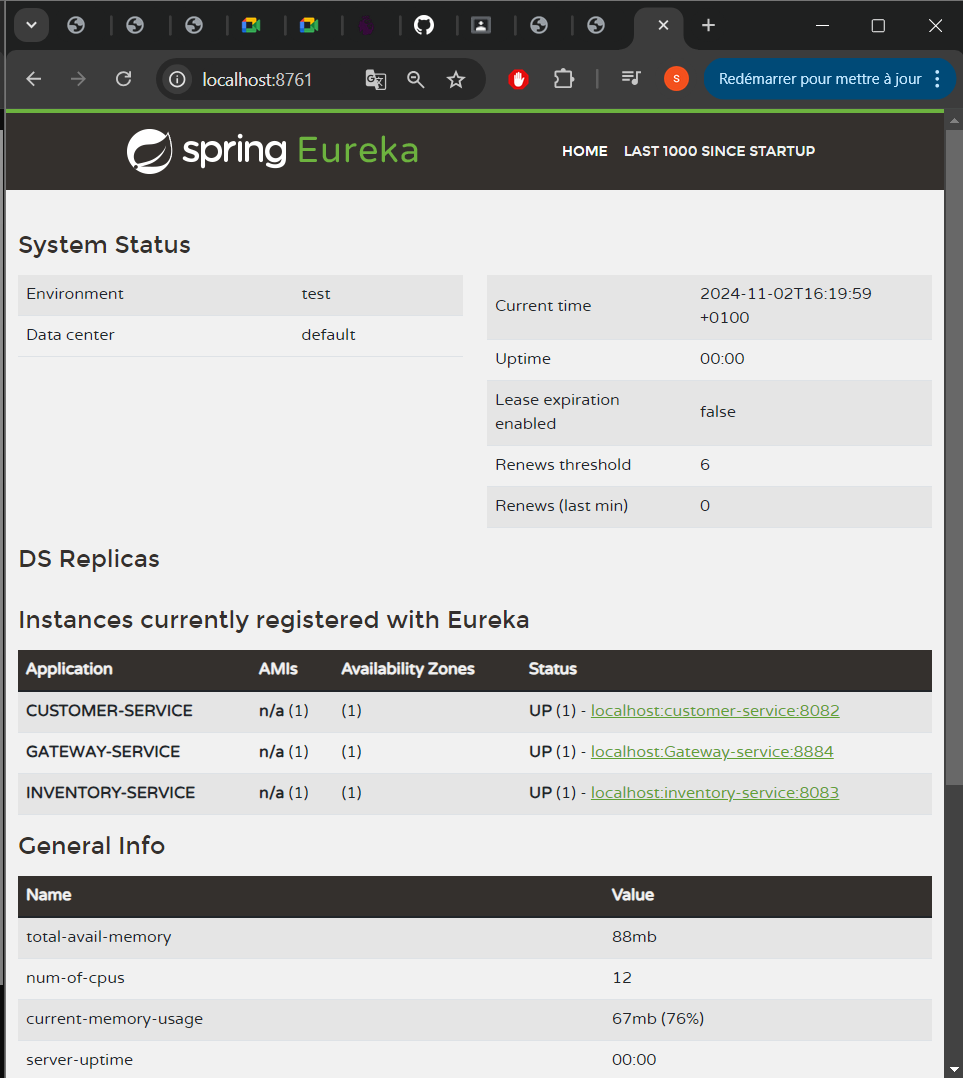 localhost:8761
S
Redémarrer pour mettre à jour
spring Eureka
HOME LAST 1000 SINCE STARTUP
System Status
Environment test
Data center default
Current time 2024-11-02T16:19:59
+0100
Uptime 00:00
Lease expiration
enabled false
Renews threshold 6
Renews (last min) 0
DS Replicas
Instances currently registered with Eureka
Application AMIs Availability Zones Status
CUSTOMER-SERVICE n/a (1) (1) UP (1) - localhost:customer-service:8082
GATEWAY-SERVICE n/a (1) (1) UP (1) - localhost:Gateway-service:8884
INVENTORY-SERVICE n/a (1) (1) UP (1) - localhost:inventory-service:8083
General Info
Name Value
total-avail-memory 88mb
num-of-cpus 12
current-memory-usage 67mb (76%)
server-uptime 00:00